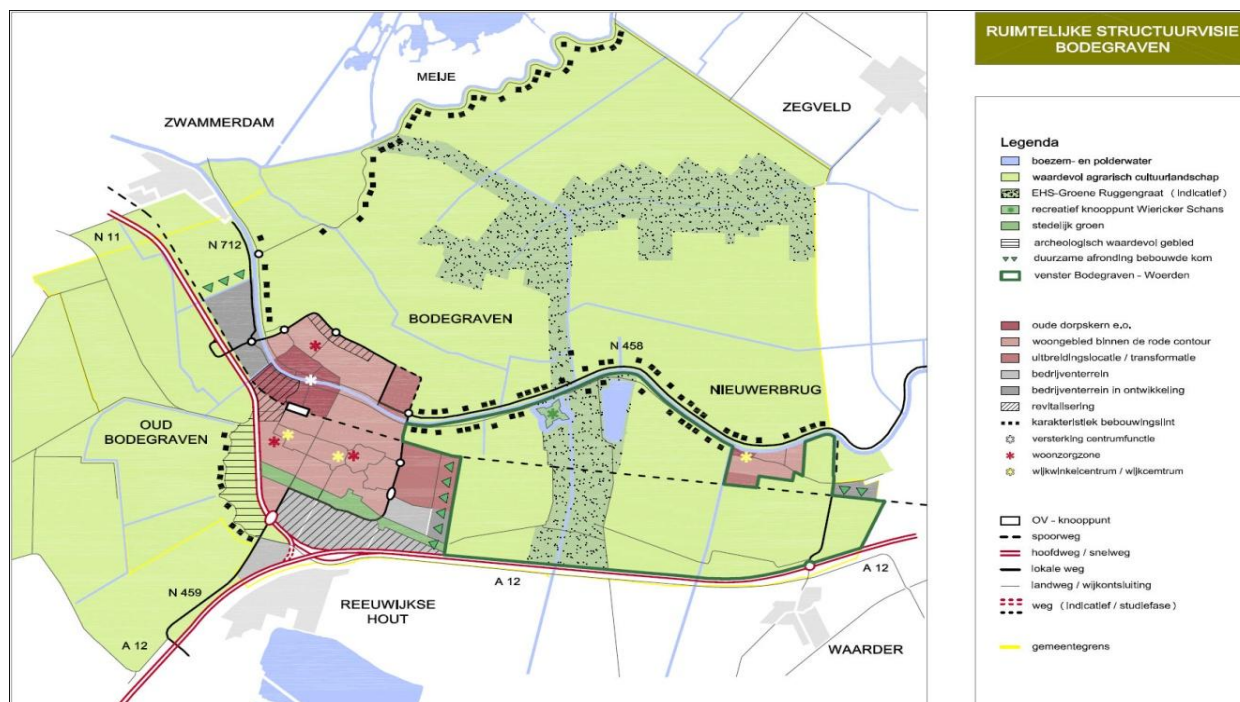 RUIMTELIJKE STRUCTUURVISIE
BODEGRAVEN
MEIJE
ZEGVELD
ZWAMMERDAM
N 11
N 712
BODEGRAVEN
N 458
NIEUWERBRUG
OUD
BODEGRAVEN
A 12
A 12
N 459
REEUWIJKSE
HOUT
A 12
WAARDER
Legenda
boezem- en polderwater
waardevol agrarisch cultuurlandschap
EHS-Groene Ruggengraat (indicatief)
recreatief knooppunt Wiericker Schans
stedelijk groen
archeologisch waardevol gebied
duurzame afronding bebouwde kom
venster Bodegraven - Woerden
oude dorpskern e.o.
woongebied binnen de rode contour
uitbreidingslocatie / transformatie
bedrijventerrein
bedrijventerrein in ontwikkeling
revitalisering
karakteristiek bebouwingslint
versterking centrumfunctie
woonzorgzone
wijkwinkelcentrum / wijkcentrum
OV - knooppunt
spoorweg
hoofdweg / snelweg
lokale weg
landweg / wijkontsluiting
weg (indicatief / studiefase)
gemeentegrens